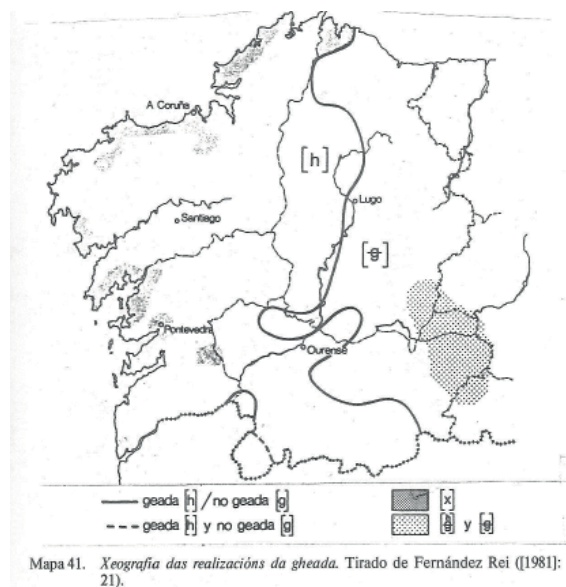 A Coruña
[h]
Lugo
Santiago
[g]
Pontevedra
Ourense
geada [h] / no geada [g]
[x]
geada [h] y no geada [g]
y [g]
Mapa 41. Xeografia das realizacións da gheada. Tirado de Fernández Rei ([1981]:
21).